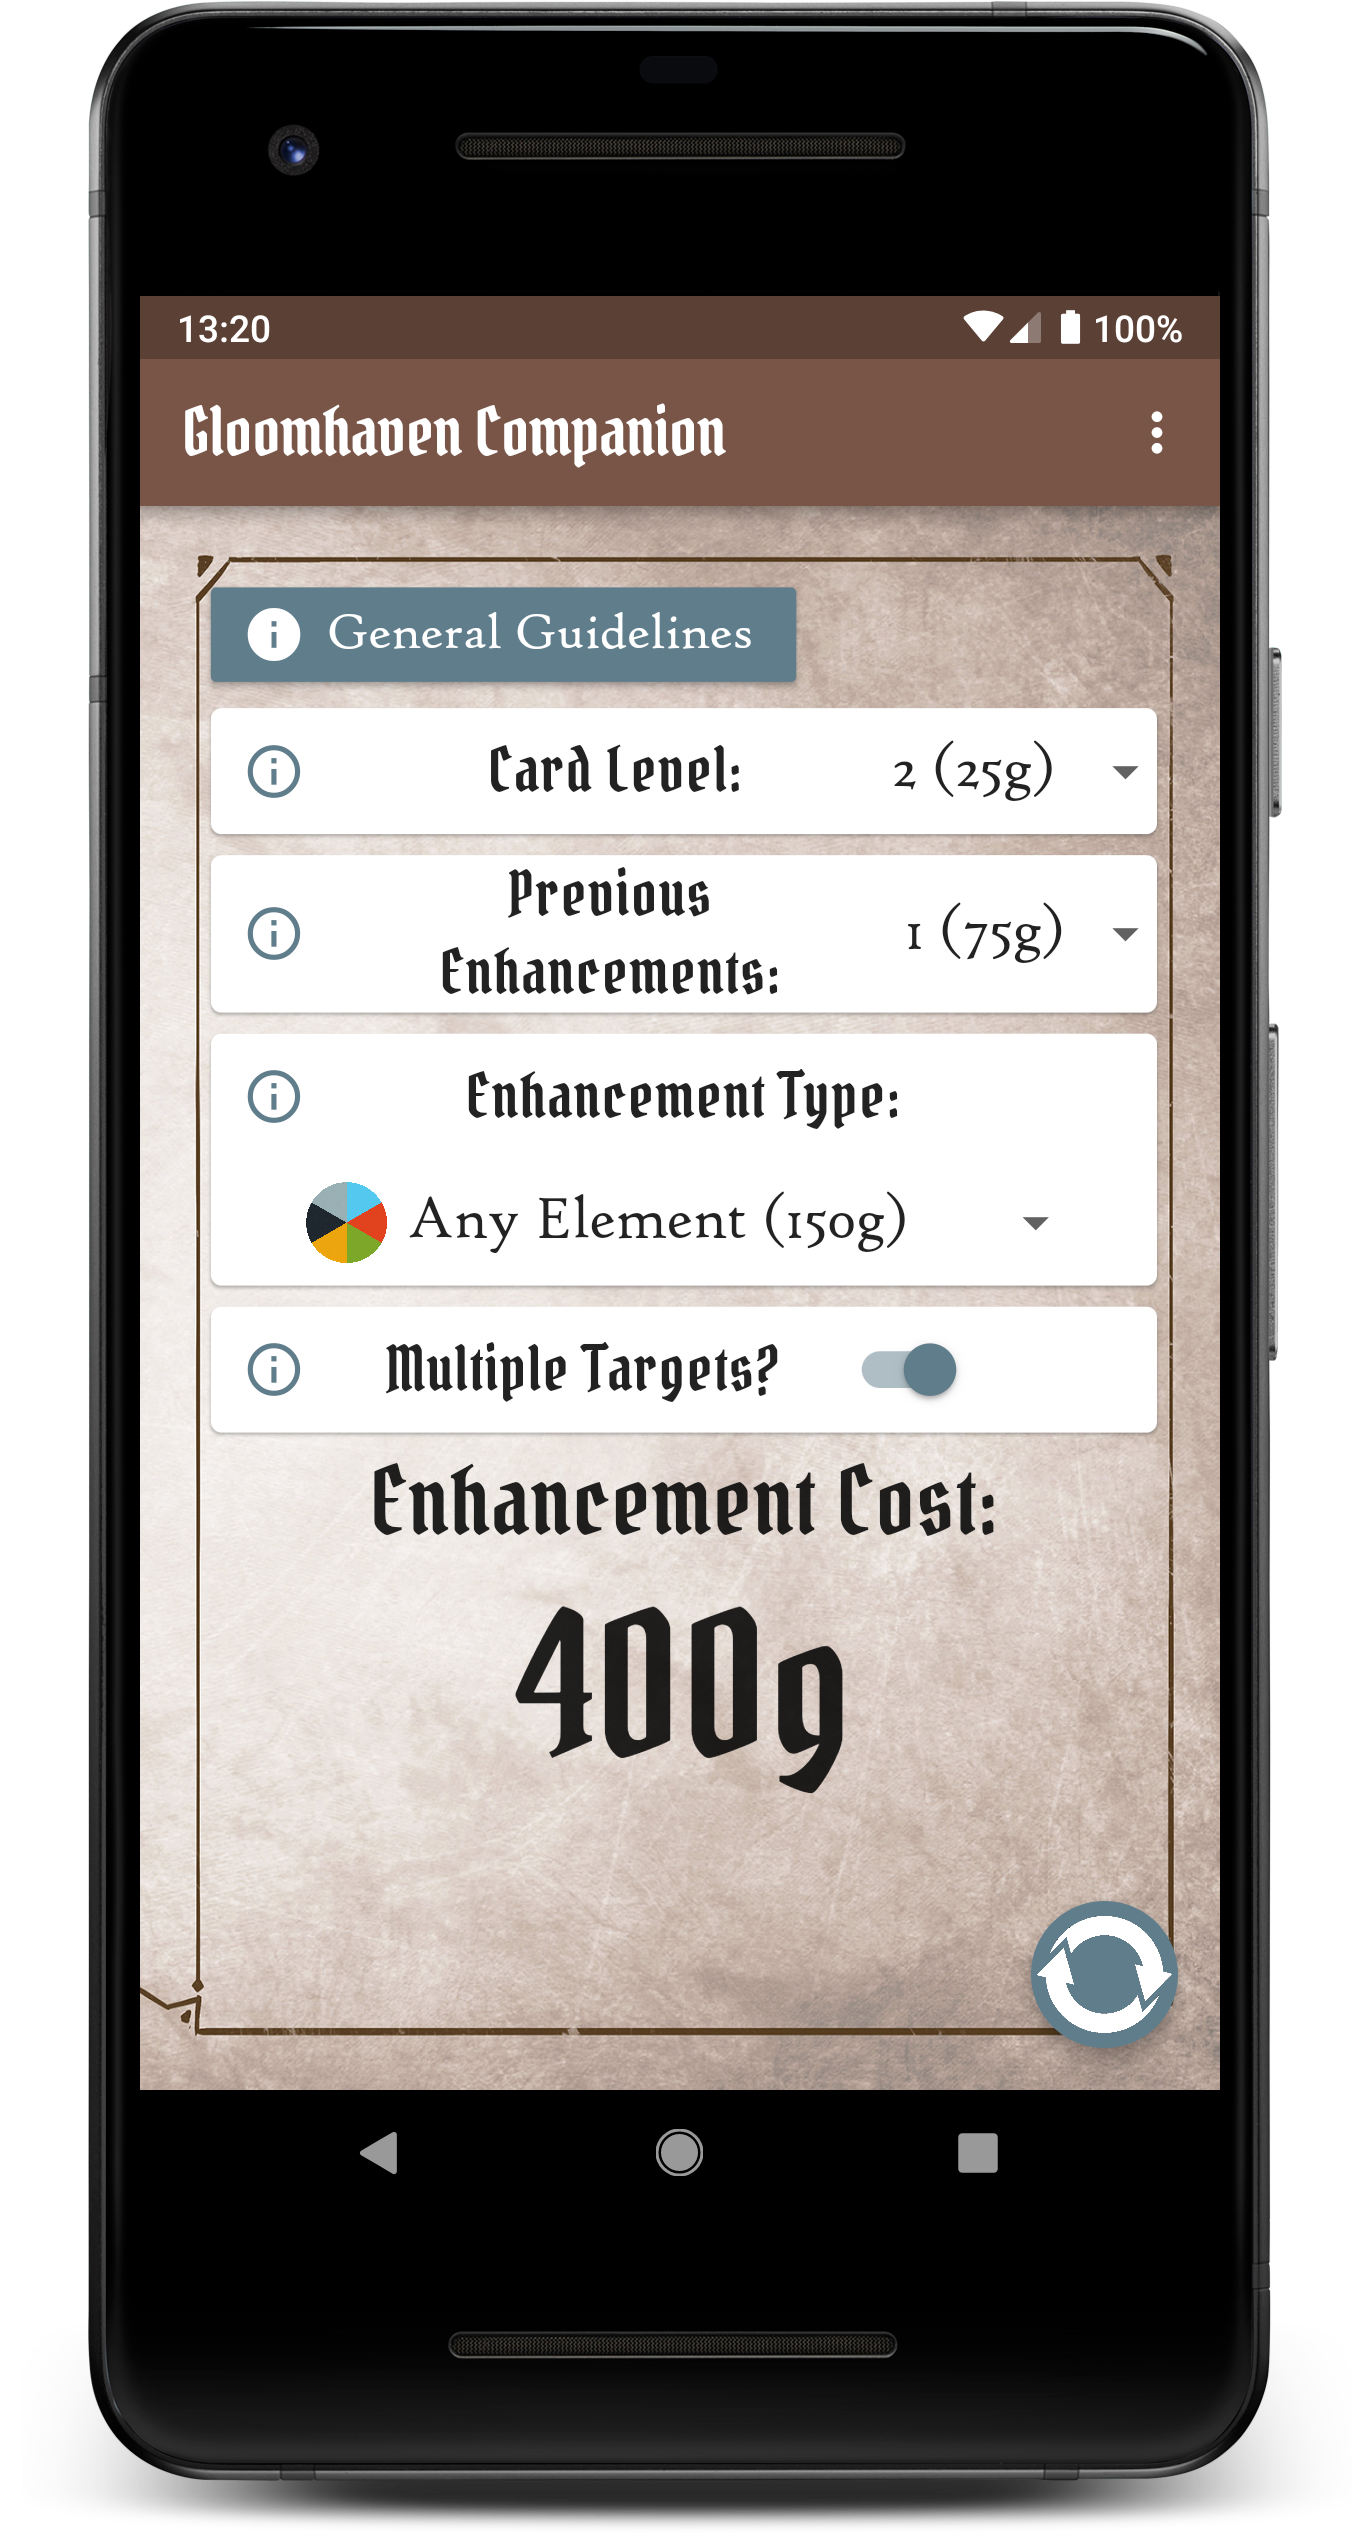 13:20 100%
Gloomhaven Companion
General Guidelines
Card Level: 2 (25g)
Previous
Enhancements: 1 (75g)
Enhancement Type:
Any Element (150g)
Multiple Targets?
Enhancement Cost:
400g